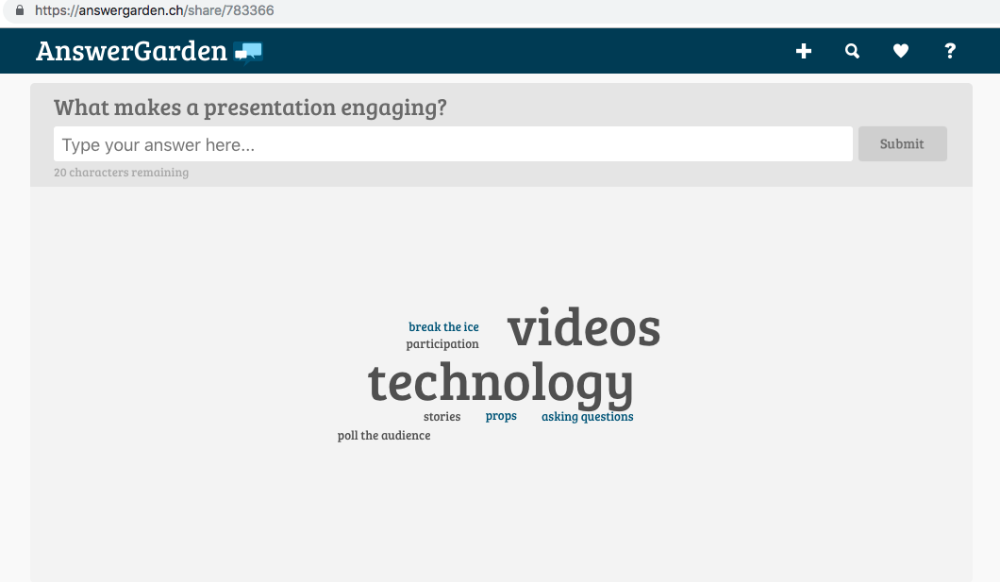 https://answergarden.ch/share/783366
AnswerGarden
What makes a presentation engaging?
Type your answer here...
Submit
20 characters remaining
break the ice
videos
participation
technology
stories props asking questions
poll the audience